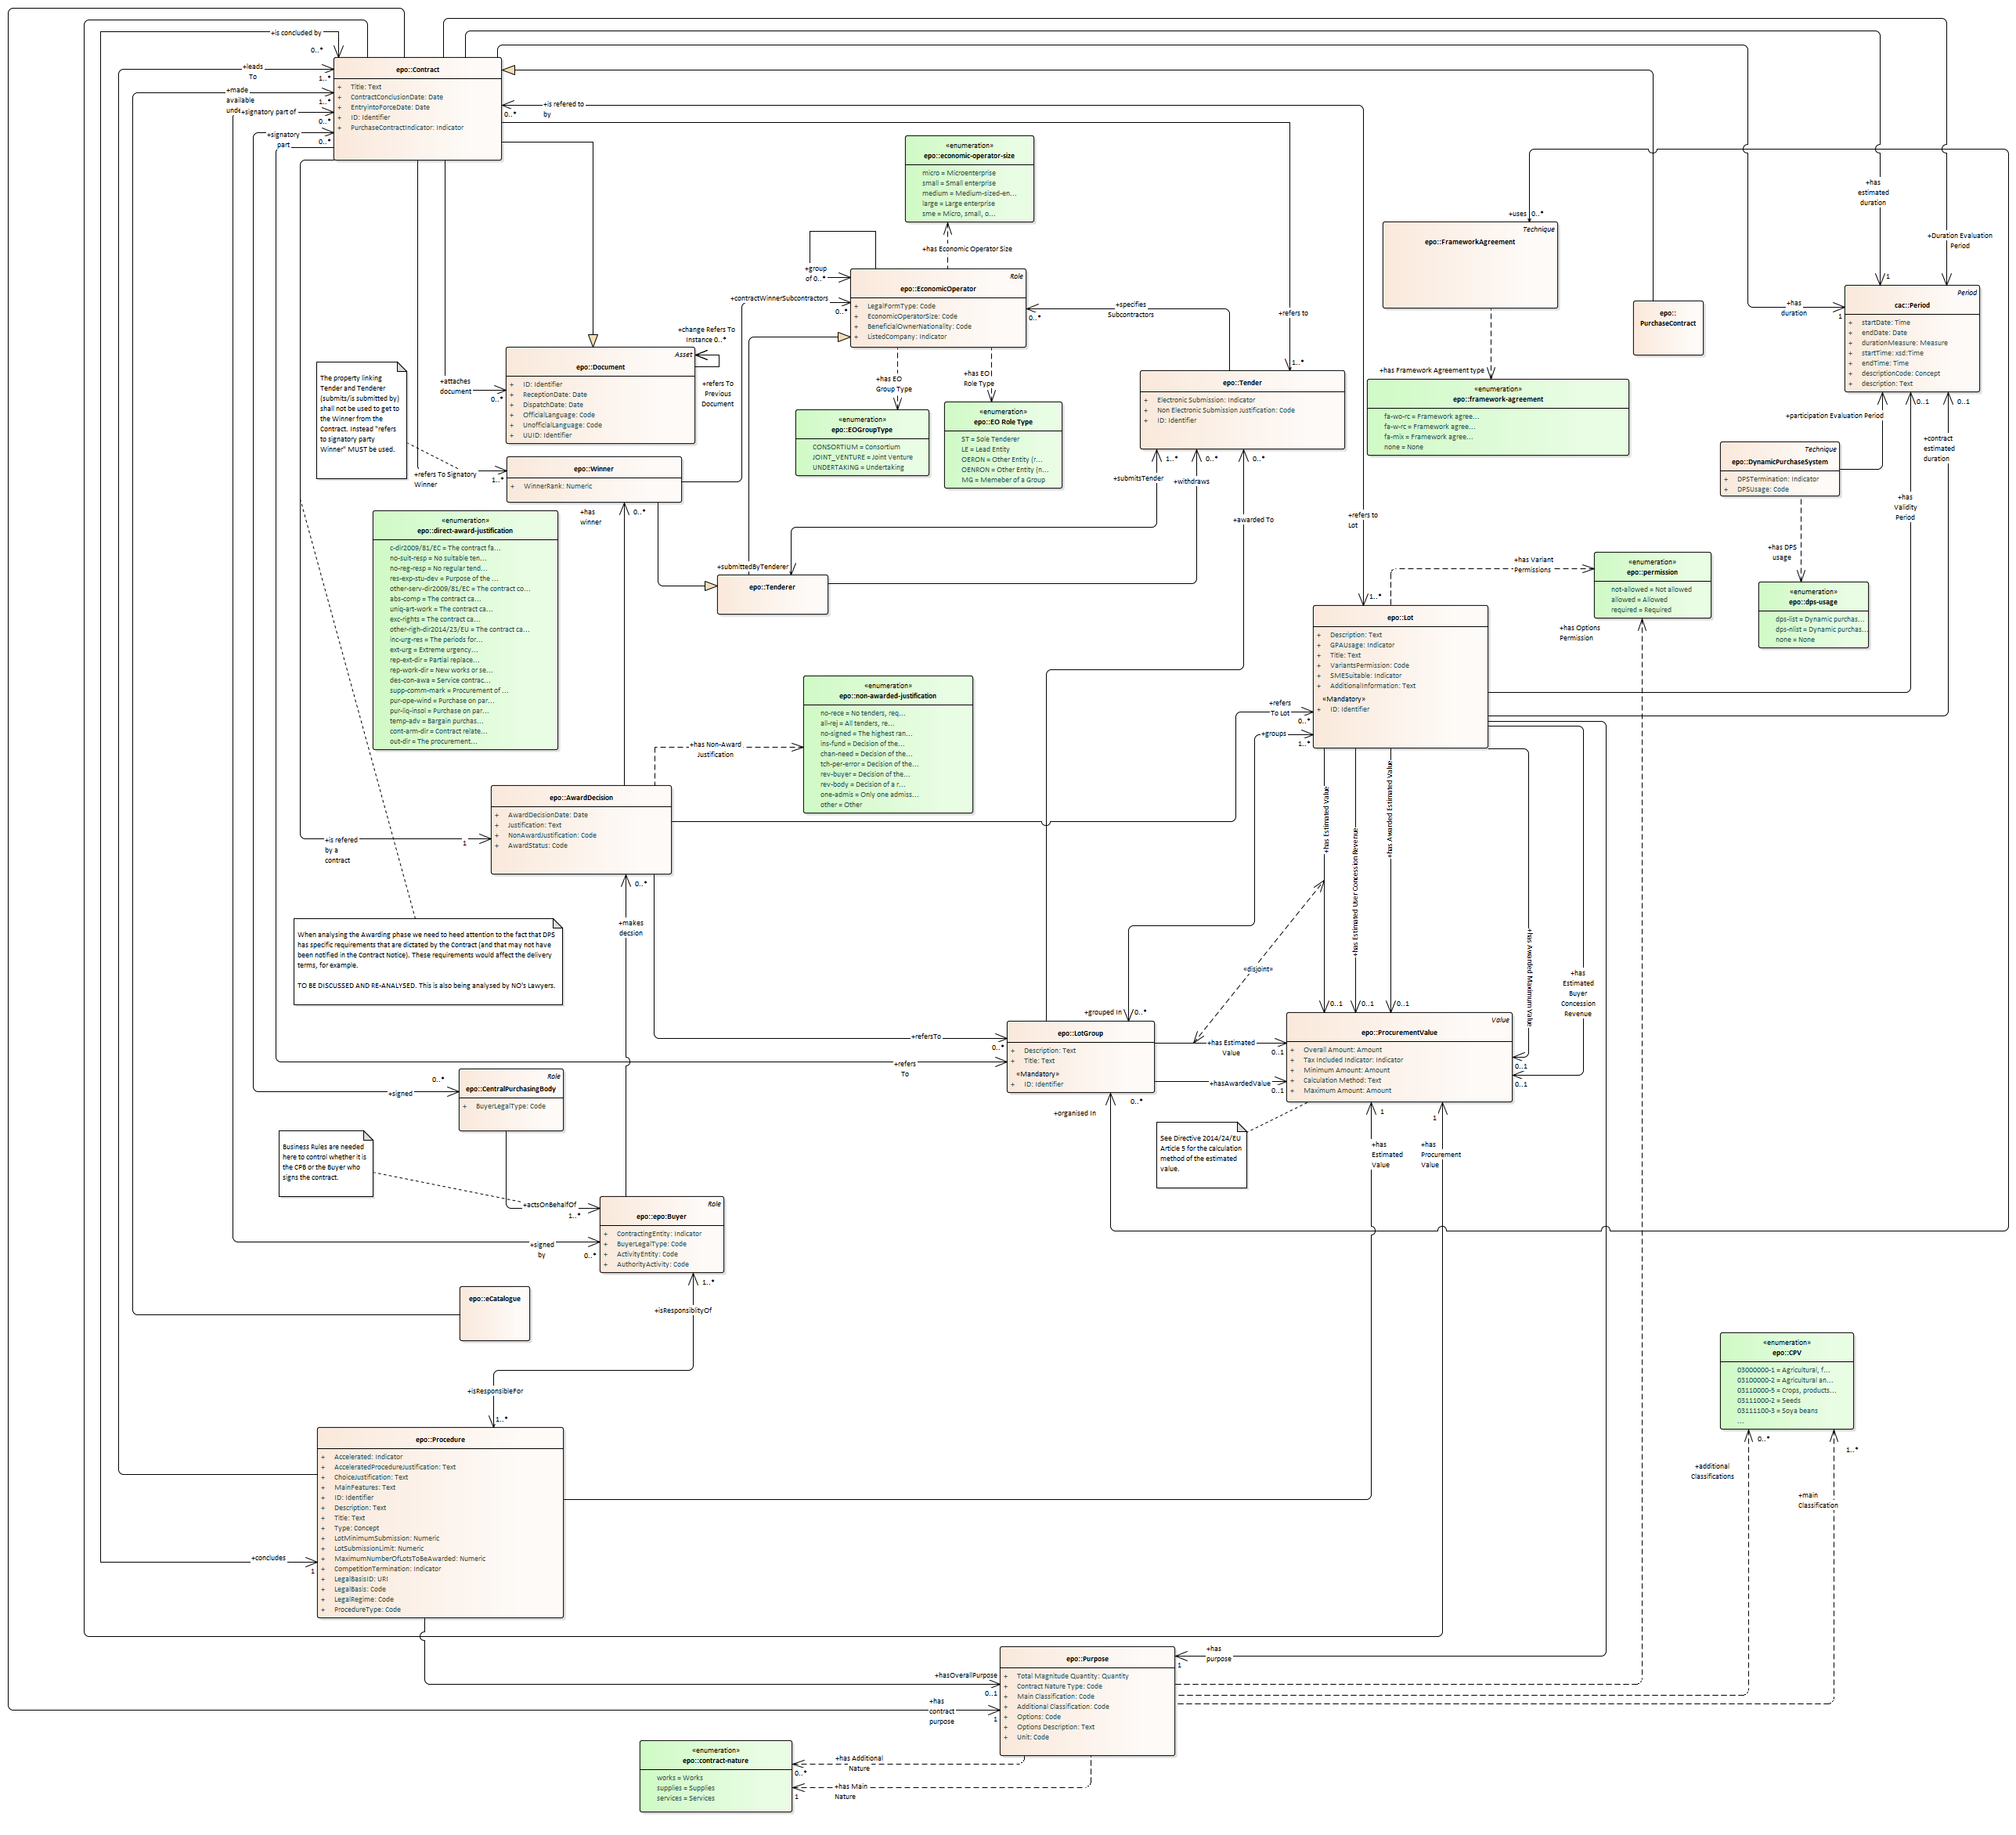 +is concluded by
0..*
epo::Contract
+ Title: Text
+ ContractConclusionDate: Date
+ EntryintoForceDate: Date
+ ID: Identifier
+ PurchaseContractIndicator: Indicator
+leads
To
1..*
+made
available
1..*
+signatory part of
0..*
+signatory
part
0..*
+is refered to
by
0..*
«enumeration»
epo::economic-operator-size
micro = Microenterprise
small = Small enterprise
medium = Medium-sized-en...
large = Large enterprise
sme = Micro, small, o...
+has Economic Operator Size
+group
of 0..*
Role
epo::EconomicOperator
+ LegalFormType: Code
+ EconomicOperatorSize: Code
+ BeneficialOwnerNationality: Code
+ ListedCompany: Indicator
+contractWinnerSubcontractors
0..*
+specifies
Subcontractors
0..*
+refers to
1..*
+has
estimated
duration
1
+Duration Evaluation
Period
+uses 0..*
Technique
epo::FrameworkAgreement
epo::
PurchaseContract
+has
duration
1
Period
cac::Period
+ startDate: Time
+ endDate: Date
+ durationMeasure: Measure
+ startTime: xsd:Time
+ endTime: Time
+ descriptionCode: Concept
+ description: Text
+has Framework Agreement type
«enumeration»
epo::framework-agreement
fa-wo-rc = Framework agree...
fa-w-rc = Framework agree...
fa-mix = Framework agree...
none = None
0..1
0..1
+participation Evaluation Period
+contract
estimated
duration
Technique
epo::DynamicPurchaseSystem
+ DPSTermination: Indicator
+ DPSUsage: Code
+has
Validity
Period
+has DPS
usage
«enumeration»
epo::dps-usage
dps-list = Dynamic purchas...
dps-nlist = Dynamic purchas...
none = None
+change Refers To
Instance 0..*
Asset
epo::Document
+ ID: Identifier
+ ReceptionDate: Date
+ DispatchDate: Date
+ OfficialLanguage: Code
+ UnofficialLanguage: Code
+ UUID: Identifier
+refers To
Previous
Document
+attaches
document
0..*
The property linking
Tender and Tenderer
(submits/is submitted by)
shall not be used to get to
the Winner from the
Contract. Instead "refers
to signatory party
Winner" MUST be used.
+refers To Signatory
Winner
1..*
epo::Winner
+ WinnerRank: Numeric
+has
winner
0..*
+has EO
Group Type
+has EO
Role Type
«enumeration»
epo::EOGroupType
CONSORTIUM = Consortium
JOINT_VENTURE = Joint Venture
UNDERTAKING = Undertaking
«enumeration»
epo::EO Role Type
ST = Sole Tenderer
LE = Lead Entity
OERON = Other Entity (r...
OENRON = Other Entity (n...
MG = Memeber of a Group
epo::Tender
+ Electronic Submission: Indicator
+ Non Electronic Submission Justification: Code
+ ID: Identifier
1..*
0..*
0..*
+submitsTender
+withdraws
+awarded To
+refers to
Lot
1..*
+submittedByTenderer
epo::Tenderer
«enumeration»
epo::direct-award-justification
c-dir2009/81/EC = The contract fa...
no-suit-resp = No suitable ten...
no-reg-resp = No regular tend...
res-exp-stu-dev = Purpose of the ...
other-serv-dir2009/81/EC = The contract co...
abs-comp = The contract ca...
uniq-art-work = The contract ca...
exc-rights = The contract ca...
other-righ-dir2014/23/EU = The contract ca...
inc-urg-res = The periods for...
ext-urg = Extreme urgency...
rep-ext-dir = Partial replace...
rep-work-dir = New works or se...
des-con-awa = Service contrac...
supp-comm-mark = Procurement of ...
pur-ope-wind = Purchase on par...
pur-liq-insol = Purchase on par...
temp-adv = Bargain purchas...
cont-arm-dir = Contract relate...
out-dir = The procurement...
+has Variant
Permissions
«enumeration»
epo::permission
not-allowed = Not allowed
allowed = Allowed
required = Required
+has Options
Permission
epo::Lot
+ Description: Text
+ GPAUsage: Indicator
+ Title: Text
+ VariantsPermission: Code
+ SMESuitable: Indicator
+ AdditionalInformation: Text
«Mandatory»
+ ID: Identifier
+refers
To Lot
0..*
+groups
1..*
«enumeration»
epo::non-awarded-justification
no-rece = No tenders, req...
all-rej = All tenders, re...
no-signed = The highest ran...
ins-fund = Decision of the...
chan-need = Decision of the...
tch-per-error = Decision of the...
rev-buyer = Decision of the...
rev-body = Decision of a r...
one-admis = Only one admiss...
other = Other
+has Non-Award
Justification
epo::AwardDecision
+ AwardDecisionDate: Date
+ Justification: Text
+ NonAwardJustification: Code
+ AwardStatus: Code
+is refered
by a
contract
1
0..*
+makes
decsion
+has Estimated Value
+has Estimated User Concession Revenue
+has Awarded Estimated Value
+has Awarded Maximum Value
+has
Estimated
Buyer
Concession
Revenue
When analysing the Awarding phase we need to heed attention to the fact that DPS
has specific requirements that are dictated by the Contract (and that may not have
been notified in the Contract Notice). These requirements would affect the delivery
terms, for example.
TO BE DISCUSSED AND RE-ANALYSED. This is also being analysed by NO's Lawyers.
«disjoint»
0..1
0..1
0..1
+grouped In
0..*
epo::LotGroup
+ Description: Text
+ Title: Text
«Mandatory»
+ ID: Identifier
+refersTo
0..*
+refers
To
+has Estimated
Value
0..1
+hasAwardedValue
0..1
Value
epo::ProcurementValue
+ Overall Amount: Amount
+ Tax Included Indicator: Indicator
+ Minimum Amount: Amount
+ Calculation Method: Text
+ Maximum Amount: Amount
0..1
0..1
+organised In
0..*
See Directive 2014/24/EU
Article 5 for the calculation
method of the estimated
value.
1
+has
Estimated
Value
1
+has
Procurement
Value
0..*
+signed
Role
epo::CentralPurchasingBody
+ BuyerLegalType: Code
Business Rules are needed
here to control whether it is
the CPB or the Buyer who
signs the contract.
+actsOnBehalfOf
1..*
Role
epo::epo:Buyer
+ ContractingEntity: Indicator
+ BuyerLegalType: Code
+ ActivityEntity: Code
+ AuthorityActivity: Code
+signed
by
0..*
1..*
+isResponsiblityOf
epo::eCatalogue
+isResponsibleFor
1..*
epo::Procedure
+ Accelerated: Indicator
+ AcceleratedProcedureJustification: Text
+ ChoiceJustification: Text
+ MainFeatures: Text
+ ID: Identifier
+ Description: Text
+ Title: Text
+ Type: Concept
+ LotMinimumSubmission: Numeric
+ LotSubmissionLimit: Numeric
+ MaximumNumberOfLotsToBeAwarded: Numeric
+ CompetitionTermination: Indicator
+ LegalBasisID: URI
+ LegalBasis: Code
+ LegalRegime: Code
+ ProcedureType: Code
+concludes
1
«enumeration»
epo::CPV
03000000-1 = Agricultural, f...
03100000-2 = Agricultural an...
03110000-5 = Crops, products...
03111000-2 = Seeds
03111100-3 = Soya beans
...
0..*
1..*
+additional
Classifications
+main
Classification
epo::Purpose
+ Total Magnitude Quantity: Quantity
+ Contract Nature Type: Code
+ Main Classification: Code
+ Additional Classification: Code
+ Options: Code
+ Options Description: Text
+ Unit: Code
+has
purpose
1
+hasOverallPurpose
0..1
+has
contract
purpose
1
«enumeration»
epo::contract-nature
works = Works
supplies = Supplies
services = Services
+has Additional
Nature
0..*
+has Main
Nature
1